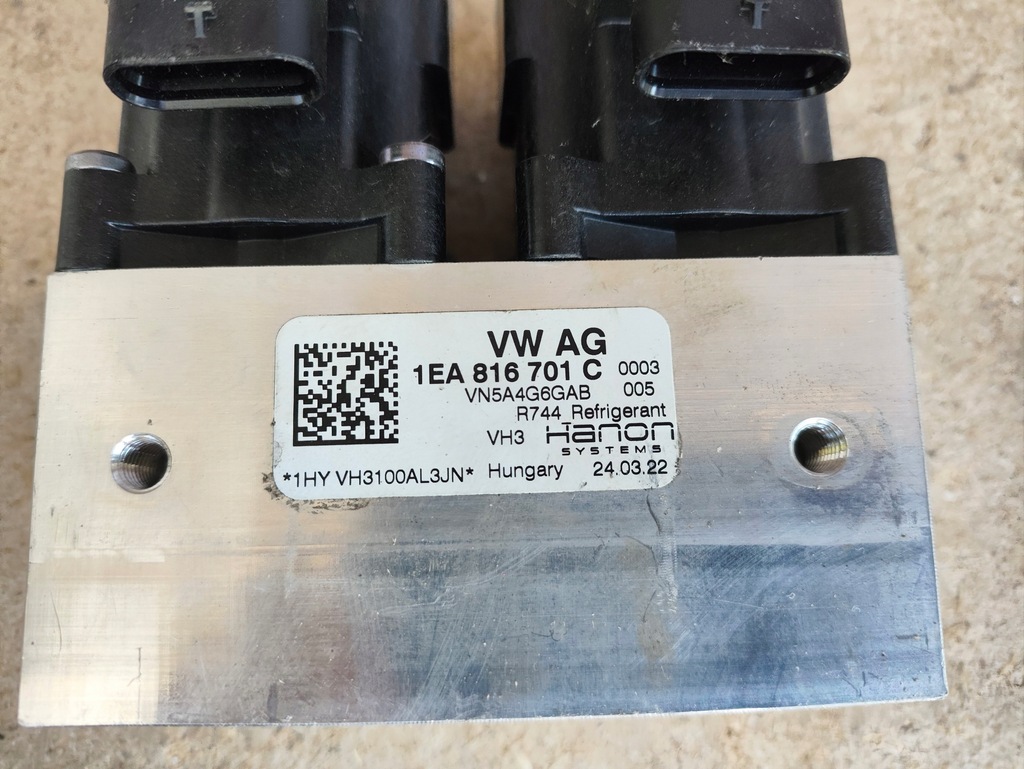 VW AG
1EA 816 701 C 0003
VN5A4G6GAB 005
R744 Refrigerant
VH3 Hanon
SYSTEMS
*1HY VH3100AL3JN* Hungary 24.03.22